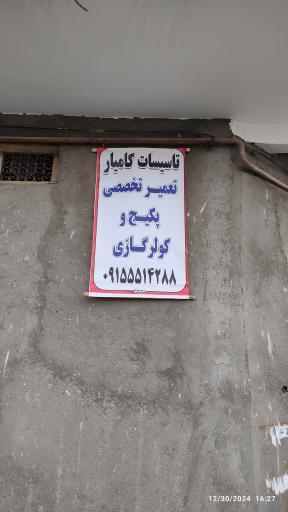 تاسیسات کامیار
تعمیر تخصصی
پکیج و
کولر گازی
۰۹۱۵۵۵۱۴۲۸۸
12/30/2024 16:27